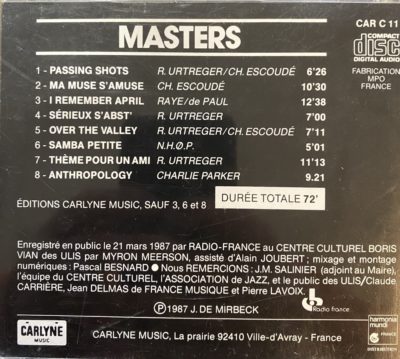 MASTERS
CAR C 11
COMPACT
disc
DIGITAL AUDIO
FABRICATION
MPO
FRANCE
1 - PASSING SHOTS R. URTREGER/CH. ESCOUDÉ 6'26
2 - MA MUSE S'AMUSE CH. ESCOUDÉ 10'30
3 - I REMEMBER APRIL RAYE/de PAUL 12'38
4 - SÉRIEUX S'ABST' R. URTREGER 7'00
5 - OVER THE VALLEY R. URTREGER/CH. ESCOUDÉ 7'11
6 - SAMBA PETITE N.H.Ø.P. 5'01
7 - THÈME POUR UN AMI R. URTREGER 11'13
8 - ANTHROPOLOGY CHARLIE PARKER 9.21
DURÉE TOTALE 72'
ÉDITIONS CARLYNE MUSIC, SAUF 3, 6 et 8
Enregistré en public le 21 mars 1987 par RADIO-FRANCE au CENTRE CULTUREL BORIS
VIAN des ULIS par MYRON MEERSON, assisté d'Alain JOUBERT ; mixage et montage
numériques : Pascal BESNARD ● Nous REMERCIONS : J.M. SALINIER (adjoint au Maire),
l'équipe du CENTRE CULTUREL, l'ASSOCIATION de JAZZ, et le public des ULIS/Claude
CARRIÈRE, Jean DELMAS de FRANCE MUSIQUE et Pierre LAVOIX.
Ⓟ 1987 J. DE MIRBECK
Radio france
CARLYNE
MUSIC
CARLYNE MUSIC, La prairie 92410 Ville-d'Avray - France
harmonia
mundi
DISTRIBUTION